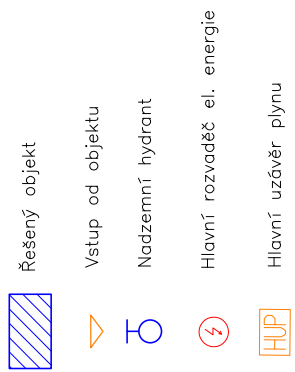 Řešený objekt
Vstup od objektu
Nadzemní hydrant
Hlavní rozvaděč el. energie
HUP Hlavní uzávěr plynu